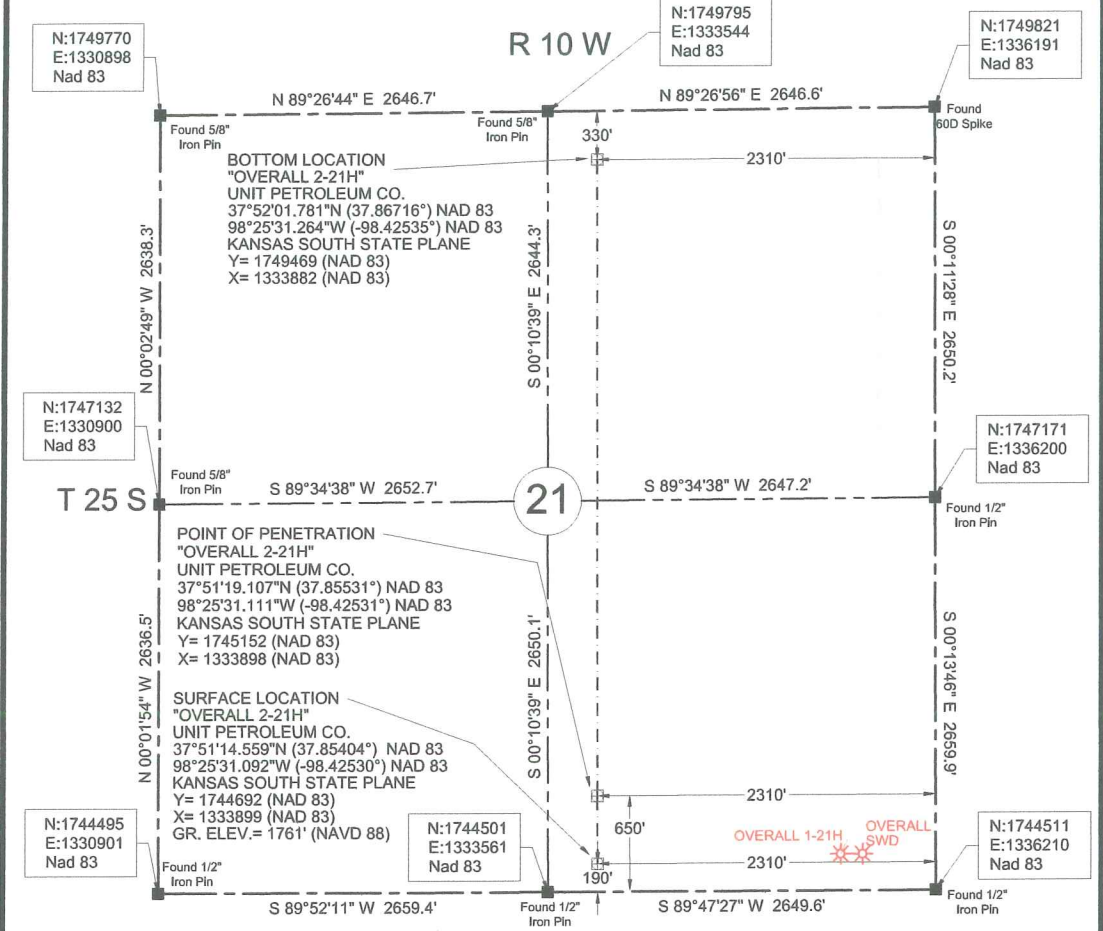 N:1749770
E:1330898
Nad 83
R 10 W
N:1749795
E:1333544
Nad 83
N:1749821
E:1336191
Nad 83
N 89°26'44" E 2646.7'
N 89°26'56" E 2646.6'
Found 5/8"
Iron Pin
Found 5/8"
Iron Pin
Found
60D Spike
330'
2310'
BOTTOM LOCATION
"OVERALL 2-21H"
UNIT PETROLEUM CO.
37°52'01.781"N (37.86716°) NAD 83
98°25'31.264"W (-98.42535°) NAD 83
KANSAS SOUTH STATE PLANE
Y= 1749469 (NAD 83)
X= 1333882 (NAD 83)
N 00°02'49" W 2638.3'
S 00°10'39" E 2644.3'
S 00°11'28" E 2650.2'
N:1747132
E:1330900
Nad 83
N:1747171
E:1336200
Nad 83
Found 5/8"
Iron Pin
T 25 S
S 89°34'38" W 2652.7'
21
S 89°34'38" W 2647.2'
Found 1/2"
Iron Pin
POINT OF PENETRATION
"OVERALL 2-21H"
UNIT PETROLEUM CO.
37°51'19.107"N (37.85531°) NAD 83
98°25'31.111"W (-98.42531°) NAD 83
KANSAS SOUTH STATE PLANE
Y= 1745152 (NAD 83)
X= 1333898 (NAD 83)
N 00°01'54" W 2636.5'
S 00°10'39" E 2650.1'
S 00°13'46" E 2659.9'
SURFACE LOCATION
"OVERALL 2-21H"
UNIT PETROLEUM CO.
37°51'14.559"N (37.85404°) NAD 83
98°25'31.092"W (-98.42530°) NAD 83
KANSAS SOUTH STATE PLANE
Y= 1744692 (NAD 83)
X= 1333899 (NAD 83)
GR. ELEV.= 1761' (NAVD 88)
2310'
650'
OVERALL 1-21H
OVERALL
SWD
2310'
190'
N:1744495
E:1330901
Nad 83
N:1744501
E:1333561
Nad 83
N:1744511
E:1336210
Nad 83
Found 1/2"
Iron Pin
S 89°52'11" W 2659.4'
Found 1/2"
Iron Pin
S 89°47'27" W 2649.6'
Found 1/2"
Iron Pin